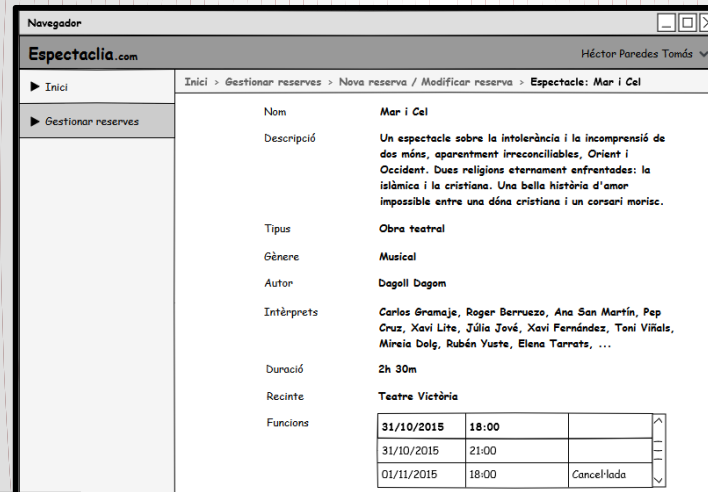 Navegador
Espectaclia.com
Héctor Paredes Tomás
Inici
Gestionar reserves
Inici > Gestionar reserves > Nova reserva / Modificar reserva > Espectacle: Mar i Cel
Nom Mar i Cel
Descripció Un espectacle sobre la intolerància i la incomprensió de
dos móns, aparentment irreconciliables, Orient i
Occident. Dues religions eternament enfrentades: la
islàmica i la cristiana. Una bella història d'amor
impossible entre una dóna cristiana i un corsari morisc.
Tipus Obra teatral
Gènere Musical
Autor Dagoll Dagom
Intèrprets Carlos Gramaje, Roger Berruezo, Ana San Martín, Pep
Cruz, Xavi Lite, Júlia Jové, Xavi Fernández, Toni Viñals,
Mireia Dolç, Rubén Yuste, Elena Tarrats, ...
Duració 2h 30m
Recinte Teatre Victòria
Funcions
31/10/2015 18:00
31/10/2015 21:00
01/11/2015 18:00 Cancel·lada